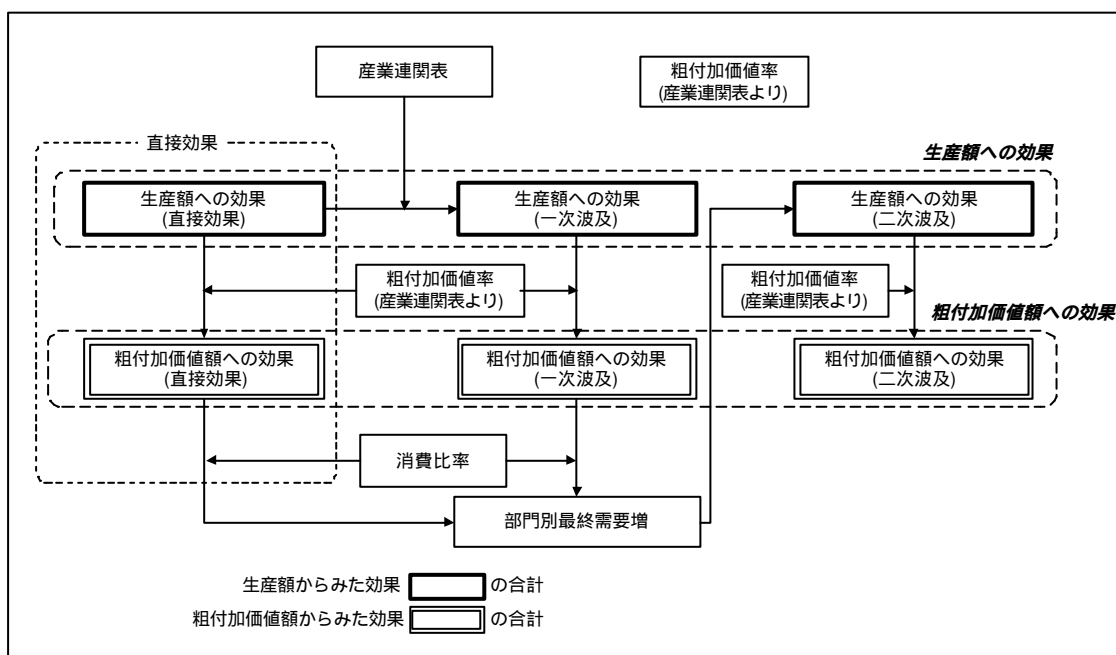 産業連関表
粗付加価値率
(産業連関表より)
直接効果
生産額への効果
生産額への効果
(直接効果)
生産額への効果
(一次波及)
生産額への効果
(二次波及)
粗付加価値率
(産業連関表より)
粗付加価値率
(産業連関表より)
粗付加価値額への効果
粗付加価値額への効果
(直接効果)
粗付加価値額への効果
(一次波及)
粗付加価値額への効果
(二次波及)
消費比率
部門別最終需要増
生産額からみた効果 の合計
粗付加価値額からみた効果 の合計